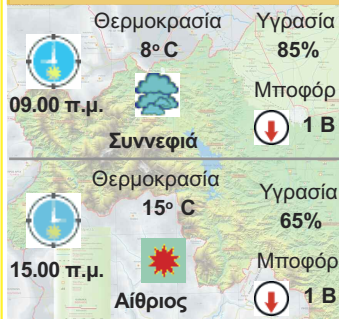 Θερμοκρασία Υγρασία
8° C 85%
Μποφόρ
09.00 π.μ. 1 Β
Συννεφιά
Θερμοκρασία Υγρασία
15° C 65%
Μποφόρ
15.00 π.μ. 1 Β
Αίθριος